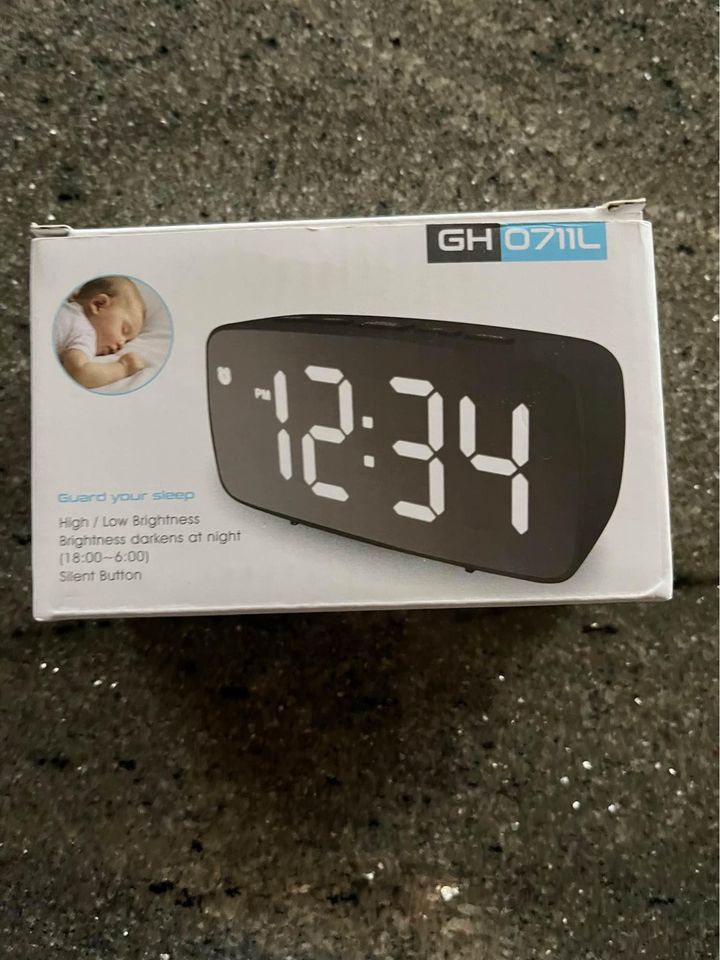 GH 0711L
PM
12:34
Guard your sleep
High / Low Brightness
Brightness darkens at night
(18:00~6:00)
Silent Button